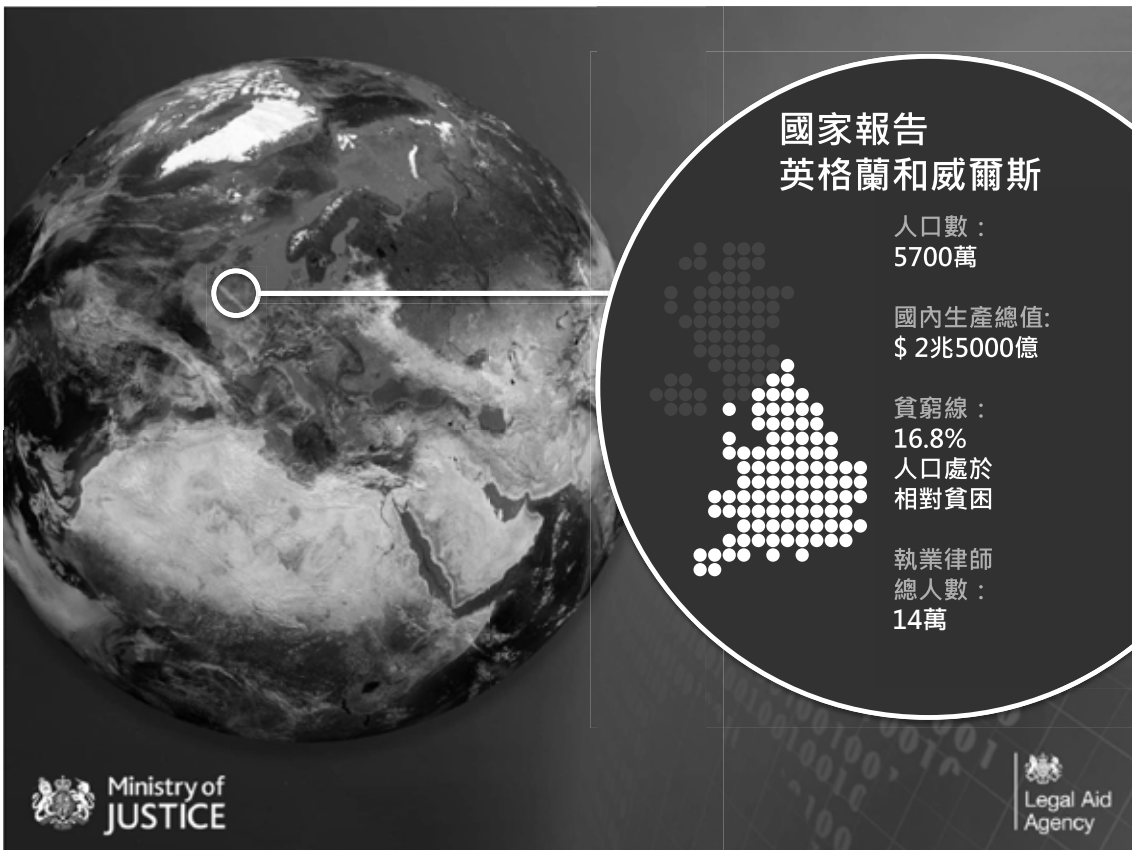 國家報告
英格蘭和威爾斯
人口數：
5700萬
國內生產總值:
$ 2兆5000億
貧窮線：
16.8%
人口處於
相對貧困
執業律師
總人數：
14萬
Ministry of
JUSTICE
Legal Aid
Agency